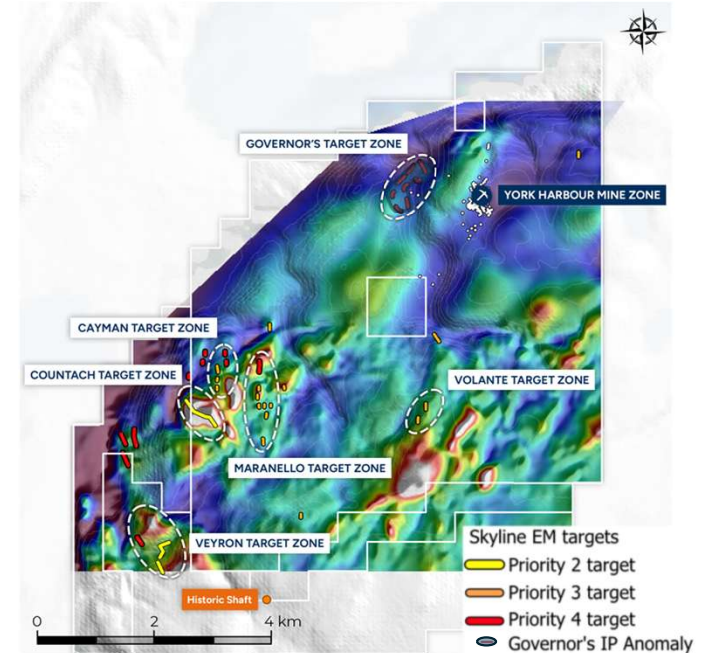 GOVERNOR'S TARGET ZONE
YORK HARBOUR MINE ZONE
CAYMAN TARGET ZONE
COUNTACH TARGET ZONE
VOLANTE TARGET ZONE
MARANELLO TARGET ZONE
VEYRON TARGET ZONE
Skyline EM targets
Priority 2 target
Priority 3 target
Priority 4 target
Governor's IP Anomaly
Historic Shaft
0 2 4 km